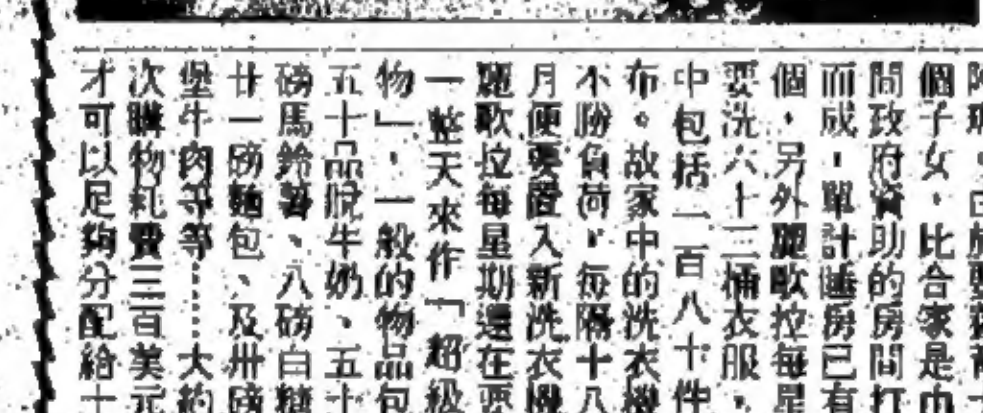 個子女,比合家是由
間政府資助的房間打
而成,單計睡房已有
個,另外麗歌拉每星
要洗六十三桶衣服,
中包括二百八十件
布。故家中的洗衣機
不勝負荷,每隔十八
月便要置入新洗衣機
麗歌拉每星期還在要
一整天來作「超級
物」,一般的物品包
五十品脫牛奶、五十
磅馬鈴薯、八磅白糖
廿一磅麵包、及卅磅
堡牛肉等等……大約
次購物耗費三百美元
才可以足夠分配給十